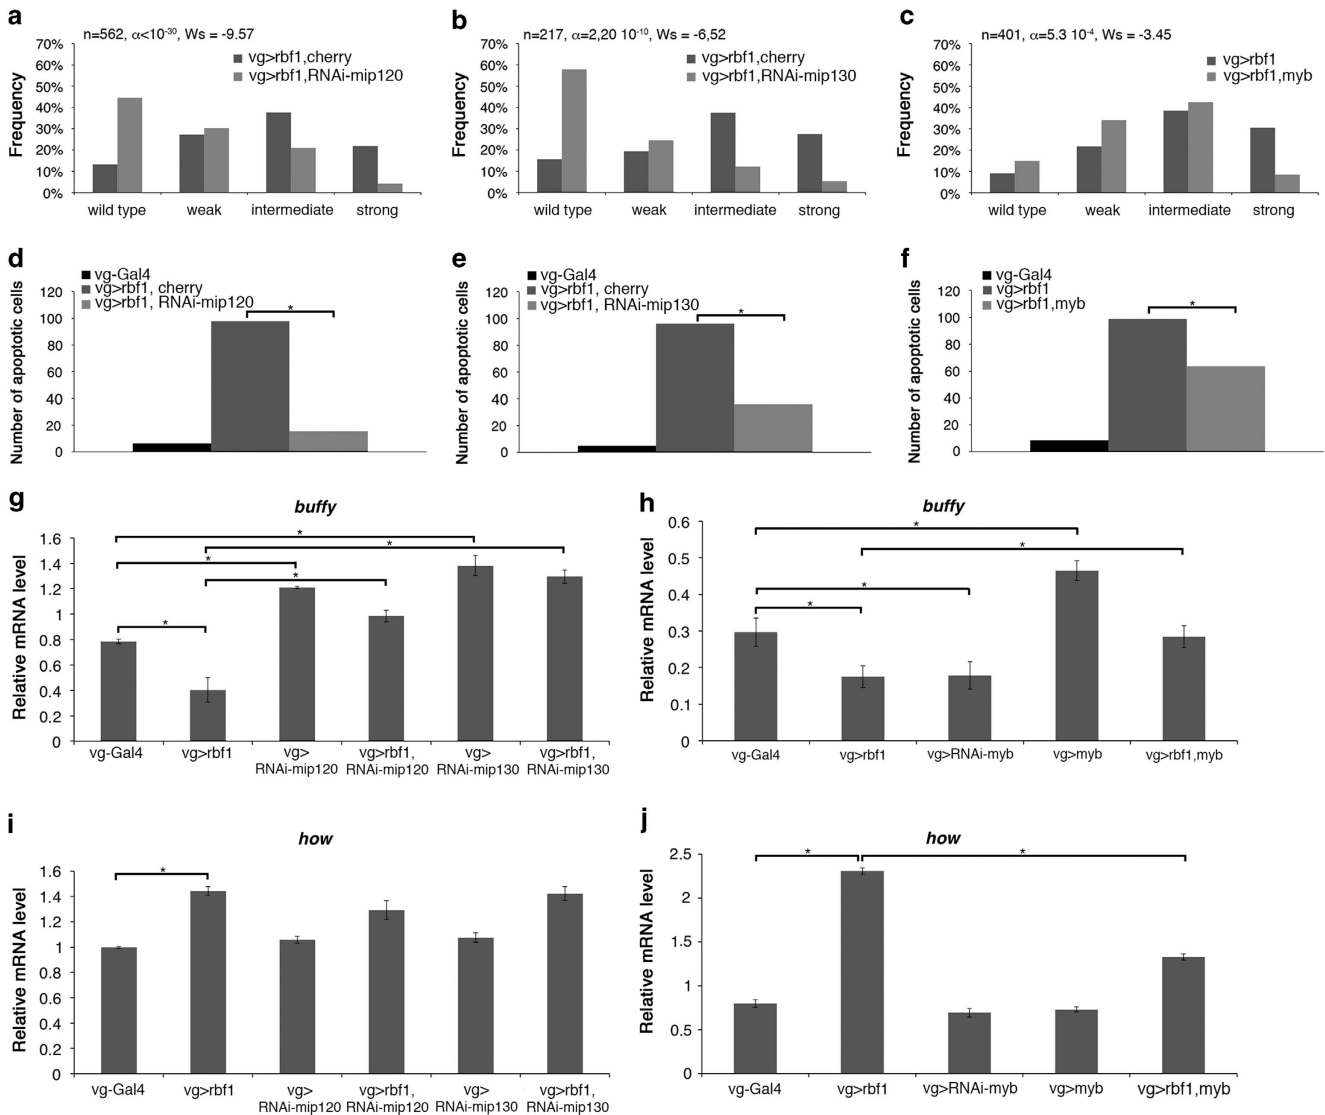 a
n=562, α<10-30, Ws = -9.57
vg>rbf1,cherry
vg>rbf1,RNAi-mip120
Frequency
70%
60%
50%
40%
30%
20%
10%
0%
wild type weak intermediate strong
b
n=217, α=2,20 10-10, Ws = -6,52
vg>rbf1,cherry
vg>rbf1,RNAi-mip130
Frequency
70%
60%
50%
40%
30%
20%
10%
0%
wild type weak intermediate strong
c
n=401, α=5.3 10-4, Ws = -3.45
vg>rbf1
vg>rbf1,myb
Frequency
70%
60%
50%
40%
30%
20%
10%
0%
wild type weak intermediate strong
d
vg-Gal4
vg>rbf1, cherry
vg>rbf1, RNAi-mip120
Number of apoptotic cells
120
100
80
60
40
20
0
*
e
vg-Gal4
vg>rbf1, cherry
vg>rbf1, RNAi-mip130
Number of apoptotic cells
120
100
80
60
40
20
0
*
f
vg-Gal4
vg>rbf1
vg>rbf1,myb
Number of apoptotic cells
120
100
80
60
40
20
0
*
g
buffy
Relative mRNA level
1.6
1.4
1.2
1
0.8
0.6
0.4
0.2
0
*
*
*
*
*
vg-Gal4 vg>rbf1 vg> vg>rbf1, vg> vg>rbf1,
RNAi-mip120 RNAi-mip120 RNAi-mip130 RNAi-mip130
h
buffy
Relative mRNA level
0.6
0.5
0.4
0.3
0.2
0.1
0
*
*
*
*
vg-Gal4 vg>rbf1 vg>RNAi-myb vg>myb vg>rbf1,myb
i
how
Relative mRNA level
1.6
1.4
1.2
1
0.8
0.6
0.4
0.2
0
*
vg-Gal4 vg>rbf1 vg> vg>rbf1, vg> vg>rbf1,
RNAi-mip120 RNAi-mip120 RNAi-mip130 RNAi-mip130
j
how
Relative mRNA level
2.5
2
1.5
1
0.5
0
*
*
vg-Gal4 vg>rbf1 vg>RNAi-myb vg>myb vg>rbf1,myb